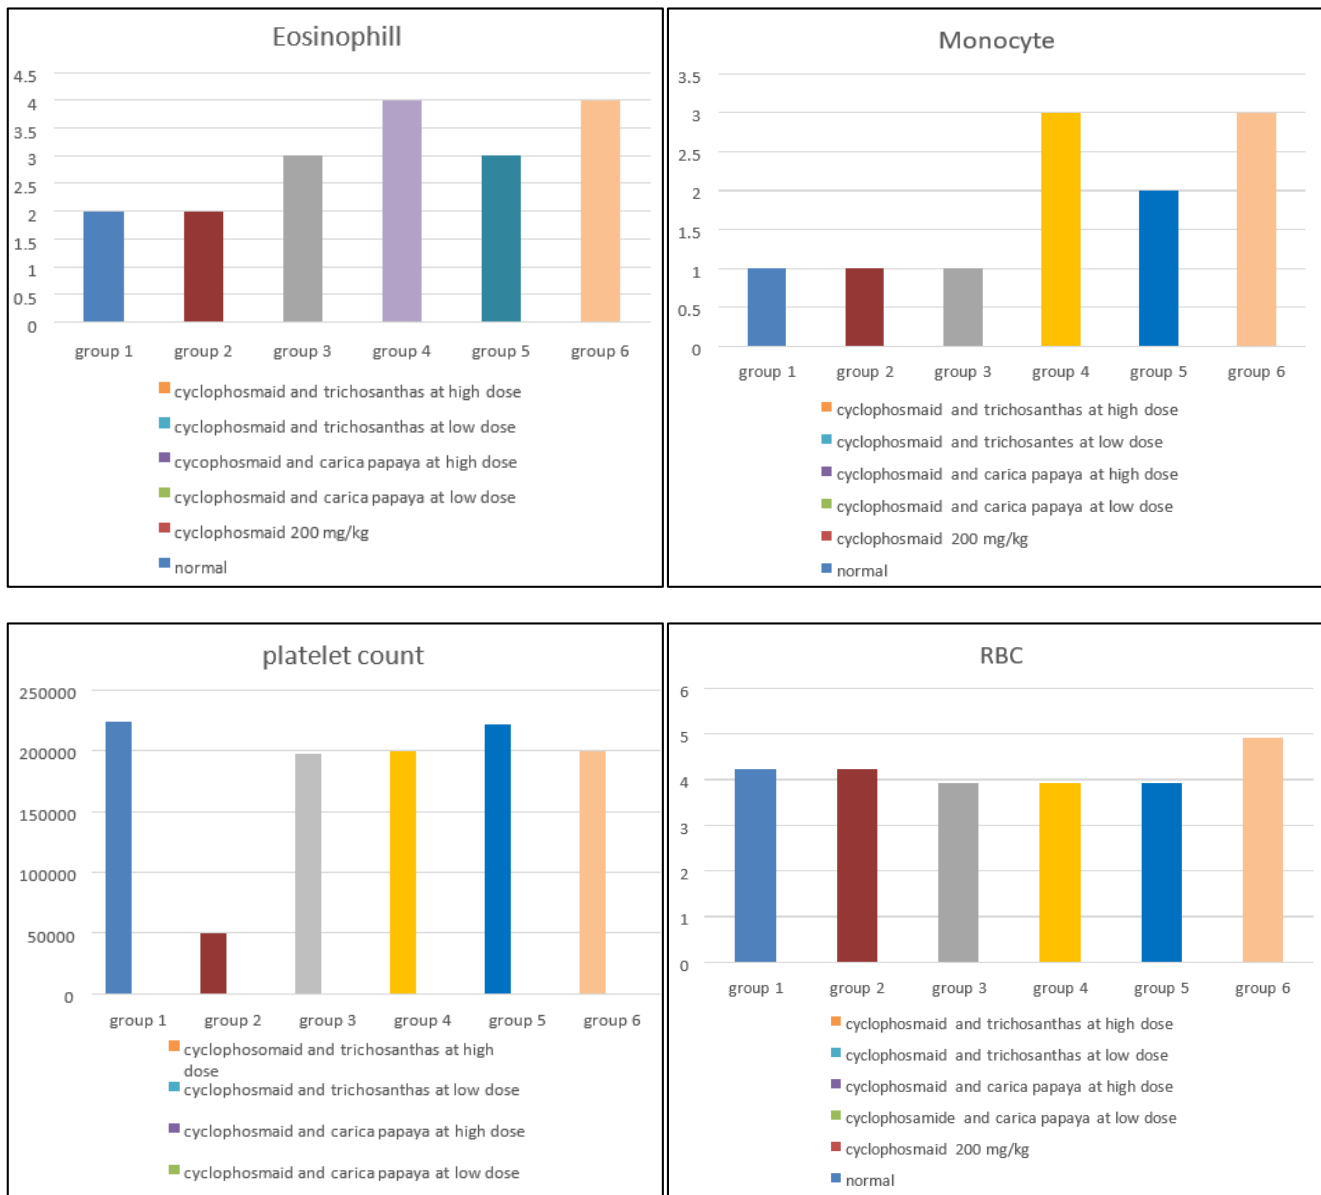 Eosinophill
4.5
4
3.5
3
2.5
2
1.5
1
0.5
0
group 1 group 2 group 3 group 4 group 5 group 6
cyclophosmaid and trichosanthas at high dose
cyclophosmaid and trichosanthas at low dose
cycophosmaid and carica papaya at high dose
cyclophosmaid and carica papaya at low dose
cyclophosmaid 200 mg/kg
normal
Monocyte
3.5
3
2.5
2
1.5
1
0.5
0
group 1 group 2 group 3 group 4 group 5 group 6
cyclophosmaid and trichosanthas at high dose
cyclophosmaid and trichosantes at low dose
cyclophosmaid and carica papaya at high dose
cyclophosmaid and carica papaya at low dose
cyclophosmaid 200 mg/kg
normal
platelet count
250000
200000
150000
100000
50000
0
group 1 group 2 group 3 group 4 group 5 group 6
cyclophosomaid and trichosanthas at high
dose
cyclophosmaid and trichosanthas at low dose
cyclophosmaid and carica papaya at high dose
cyclophosmaid and carica papaya at low dose
RBC
6
5
4
3
2
1
0
group 1 group 2 group 3 group 4 group 5 group 6
cyclophosmaid and trichosanthas at high dose
cyclophosmaid and trichosanthas at low dose
cyclophosmaid and carica papaya at high dose
cyclophosamide and carica papaya at low dose
cyclophosmaid 200 mg/kg
normal